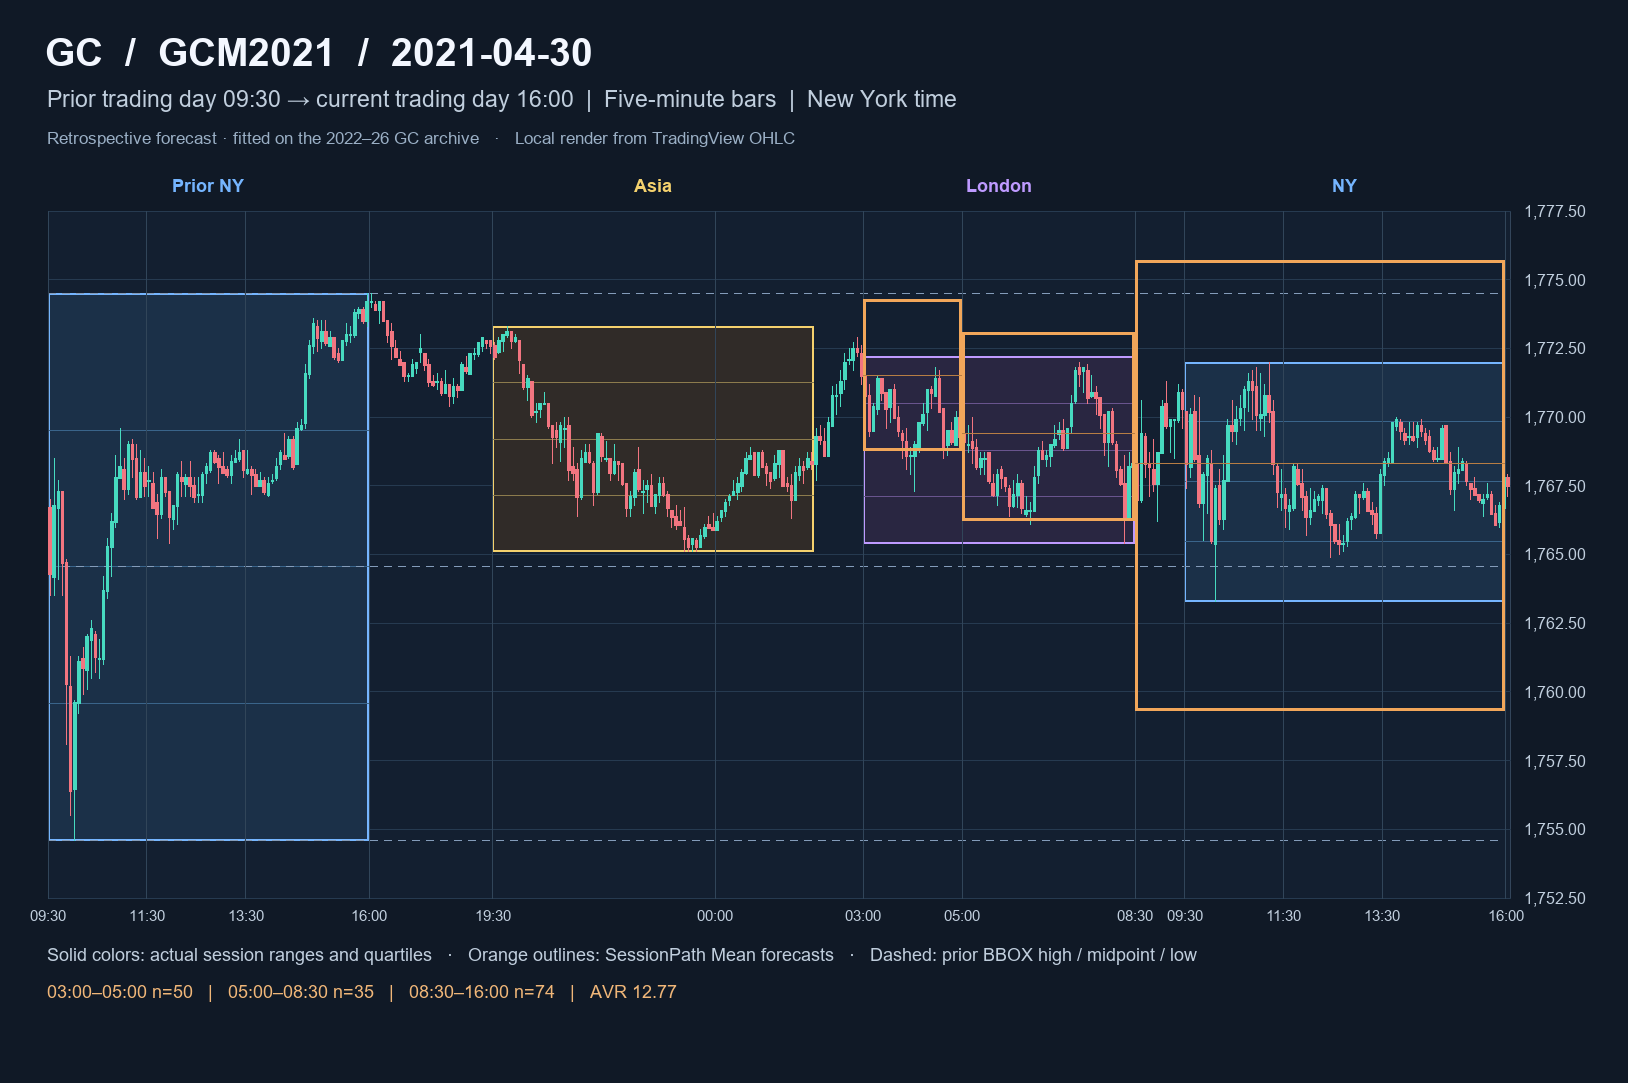 GC / GCM2021 / 2021-04-30
Prior trading day 09:30 → current trading day 16:00 | Five-minute bars | New York time
Retrospective forecast · fitted on the 2022–26 GC archive · Local render from TradingView OHLC
Prior NY Asia London NY
1,777.50
1,775.00
1,772.50
1,770.00
1,767.50
1,765.00
1,762.50
1,760.00
1,757.50
1,755.00
1,752.50
09:30 11:30 13:30 16:00 19:30 00:00 03:00 05:00 08:30 09:30 11:30 13:30 16:00
Solid colors: actual session ranges and quartiles · Orange outlines: SessionPath Mean forecasts · Dashed: prior BBOX high / midpoint / low
03:00–05:00 n=50 | 05:00–08:30 n=35 | 08:30–16:00 n=74 | AVR 12.77